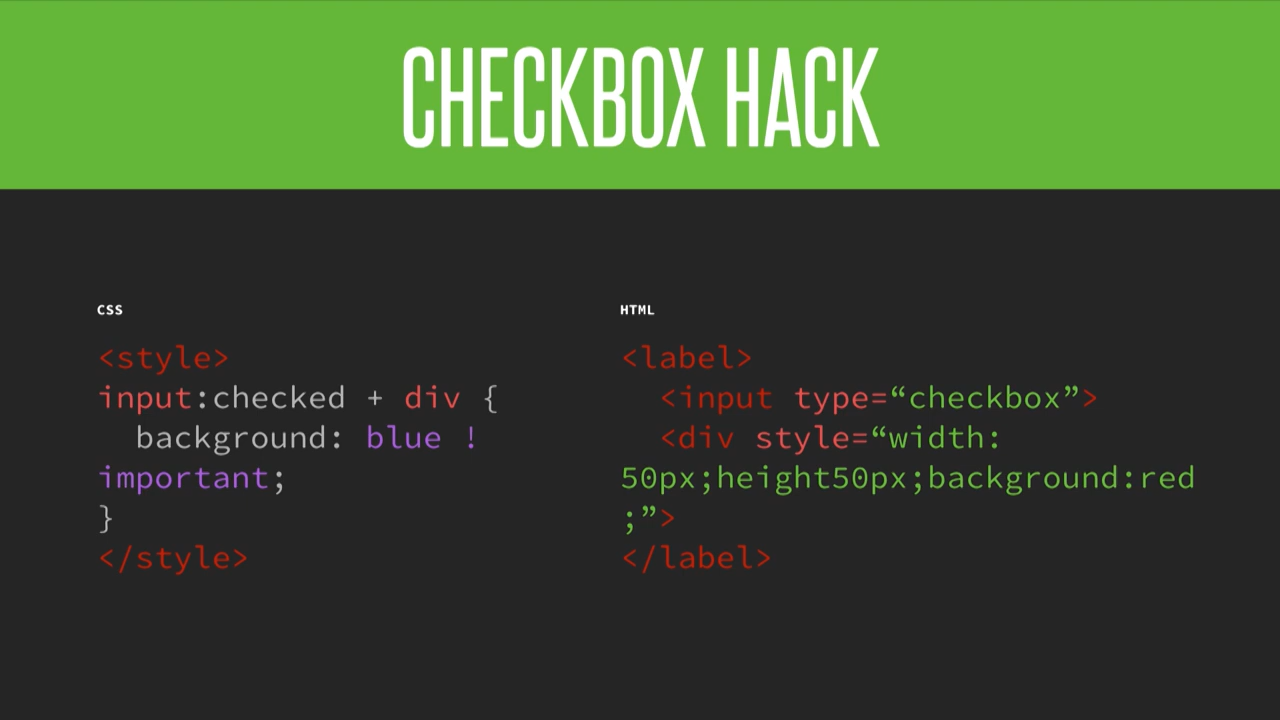 CHECKBOX HACK
CSS
<style>
input:checked + div {
  background: blue !
important;
}
</style>
HTML
<label>
  <input type=“checkbox”>
  <div style=“width:
50px;height50px;background:red
;”>
</label>